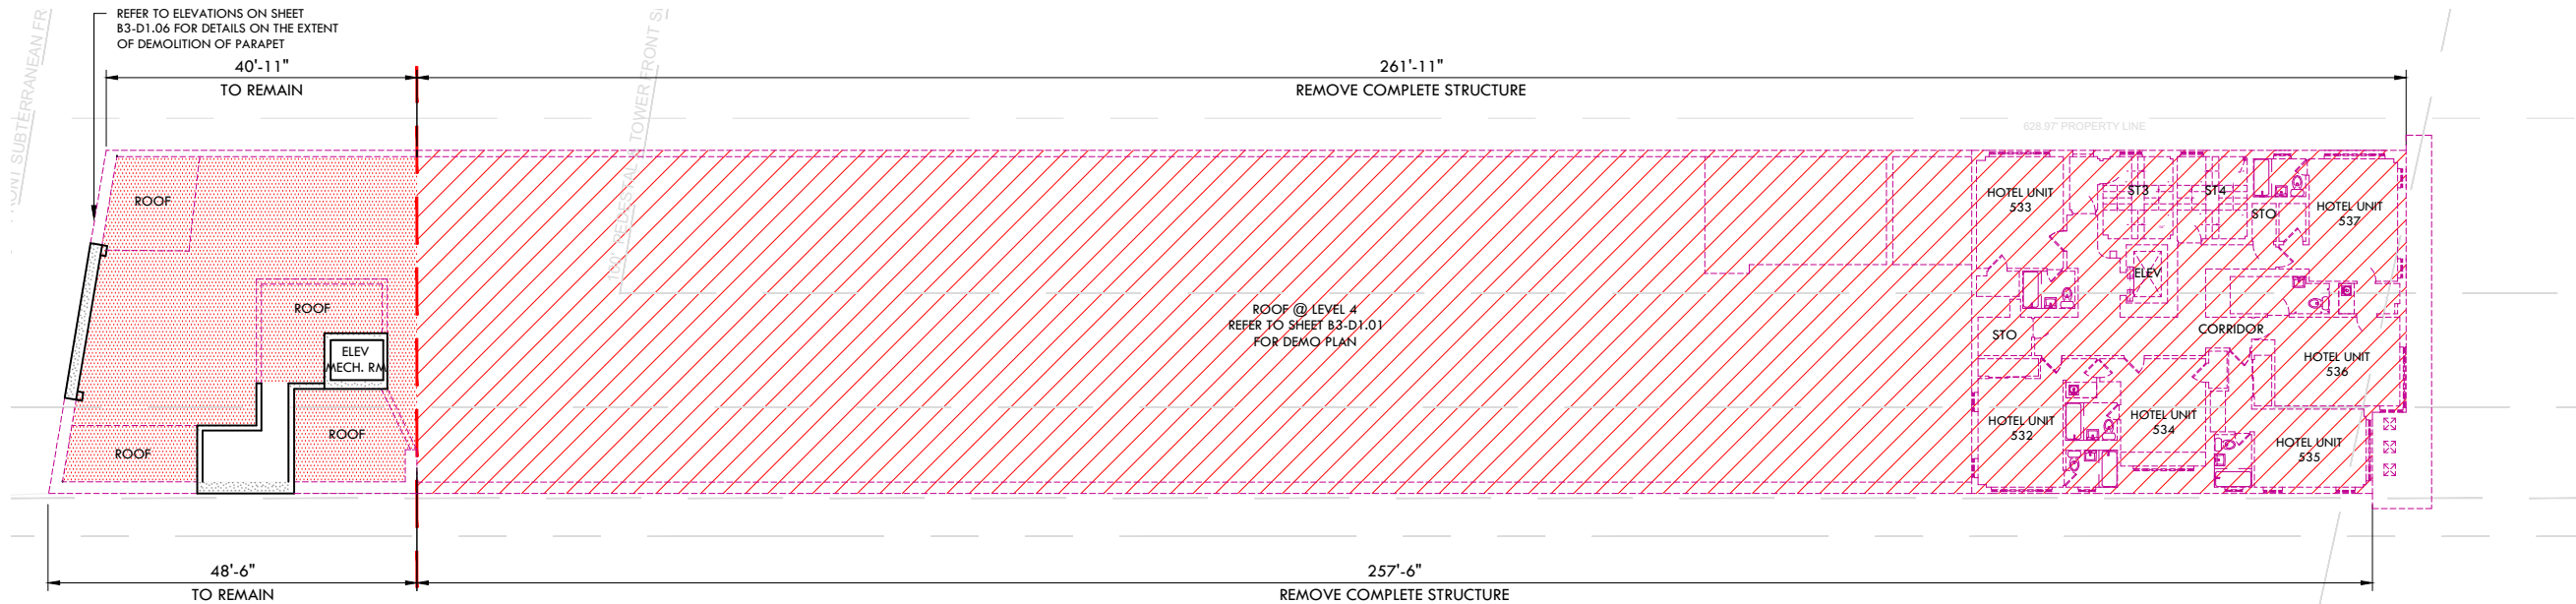 REFER TO ELEVATIONS ON SHEET
B3-D1.06 FOR DETAILS ON THE EXTENT
OF DEMOLITION OF PARAPET
40'-11"
TO REMAIN
261'-11"
REMOVE COMPLETE STRUCTURE
628.97' PROPERTY LINE
ROOF
ROOF
ELEV
MECH. RM
ROOF
ROOF
ROOF @ LEVEL 4
REFER TO SHEET B3-D1.01
FOR DEMO PLAN
HOTEL UNIT
533
ST3
ST4
STO
HOTEL UNIT
537
ELEV
STO
CORRIDOR
HOTEL UNIT
536
HOTEL UNIT
532
HOTEL UNIT
534
HOTEL UNIT
535
48'-6"
TO REMAIN
257'-6"
REMOVE COMPLETE STRUCTURE
SUBTERRANEAN
TOWER FRONT